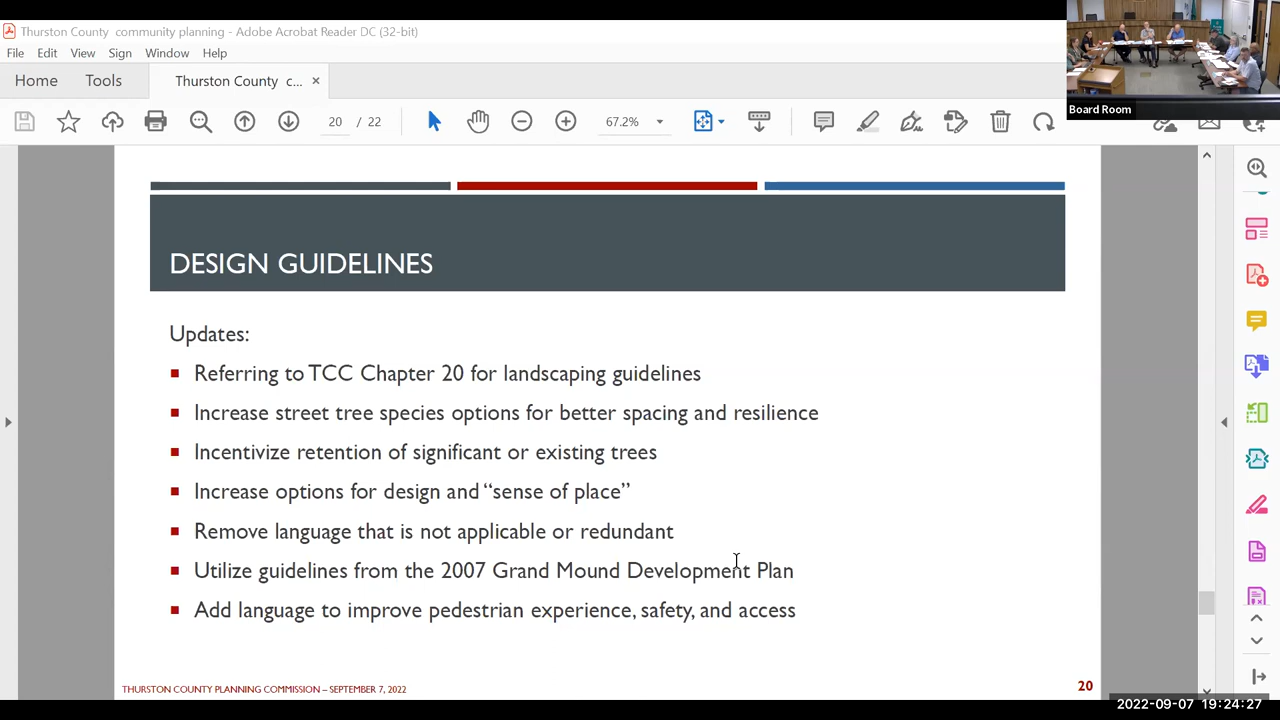 Thurston County community planning - Adobe Acrobat Reader DC (32-bit)
File Edit View Sign Window Help
Home Tools Thurston County c... ×
20 / 22 67.2%
Board Room
DESIGN GUIDELINES
Updates:
Referring to TCC Chapter 20 for landscaping guidelines
Increase street tree species options for better spacing and resilience
Incentivize retention of significant or existing trees
Increase options for design and “sense of place”
Remove language that is not applicable or redundant
Utilize guidelines from the 2007 Grand Mound Development Plan
Add language to improve pedestrian experience, safety, and access
THURSTON COUNTY PLANNING COMMISSION – SEPTEMBER 7, 2022
20
2022-09-07 19:24:27